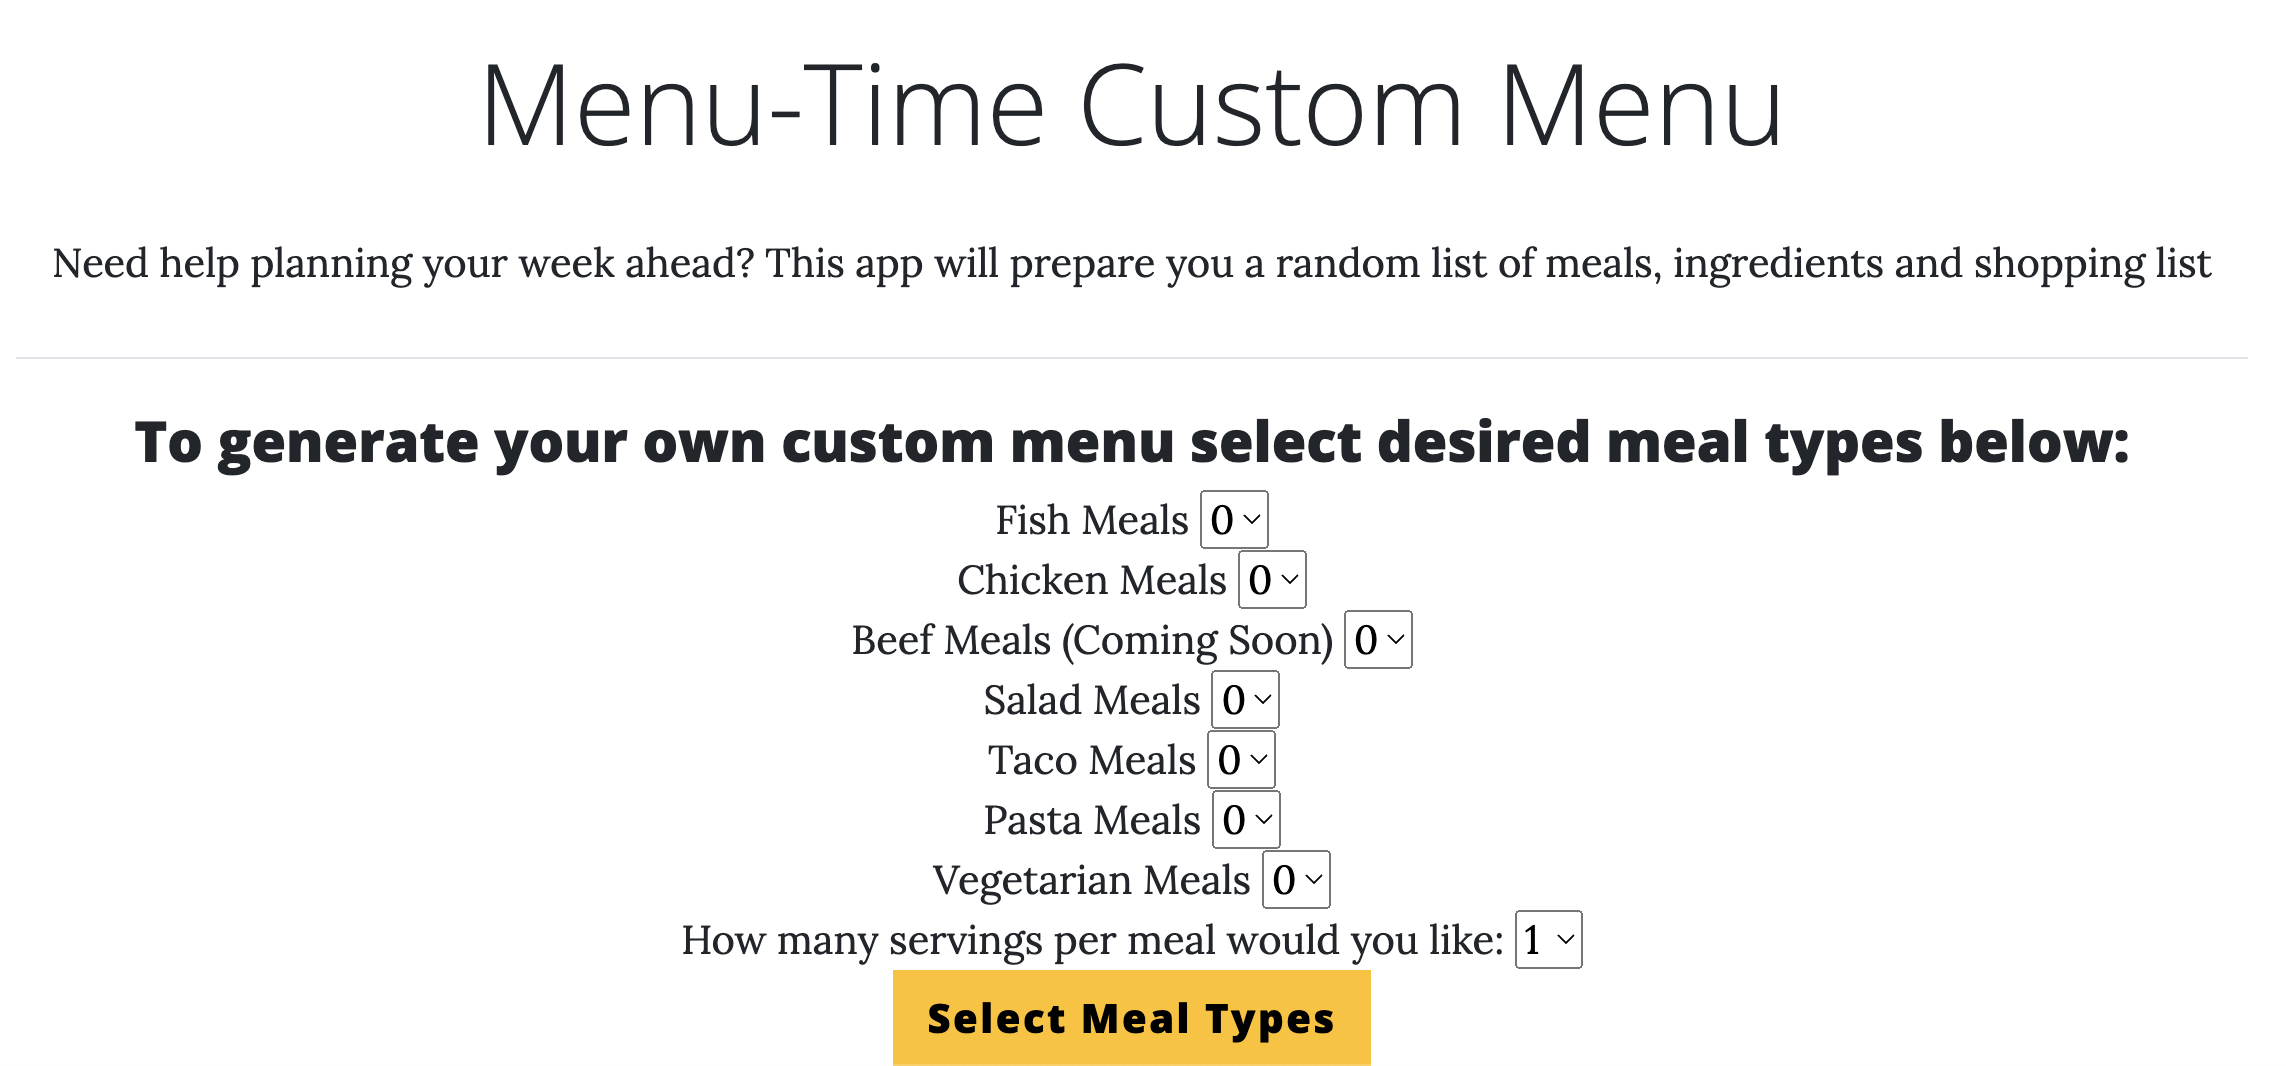 Menu-Time Custom Menu
Need help planning your week ahead? This app will prepare you a random list of meals, ingredients and shopping list
To generate your own custom menu select desired meal types below:
Fish Meals 0
Chicken Meals 0
Beef Meals (Coming Soon) 0
Salad Meals 0
Taco Meals 0
Pasta Meals 0
Vegetarian Meals 0
How many servings per meal would you like: 1
Select Meal Types